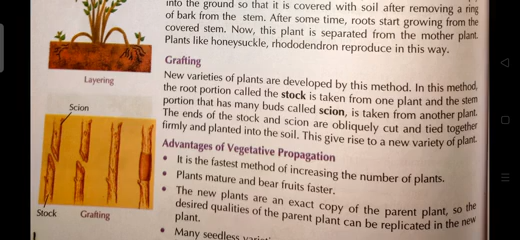 into the ground so that it is covered with soil after removing a ring
of bark from the stem. After some time, roots start growing from the
covered stem. Now, this plant is separated from the mother plant.
Plants like honeysuckle, rhododendron reproduce in this way.
Layering
Grafting
New varieties of plants are developed by this method. In this method,
the root portion called the stock is taken from one plant and the stem
portion that has many buds called scion, is taken from another plant.
The ends of the stock and scion are obliquely cut and tied together
firmly and planted into the soil. This give rise to a new variety of plant.
Scion
Stock
Grafting
Advantages of Vegetative Propagation
• It is the fastest method of increasing the number of plants.
• Plants mature and bear fruits faster.
• The new plants are an exact copy of the parent plant, so the
desired qualities of the parent plant can be replicated in the new
plant.
• Many seedless